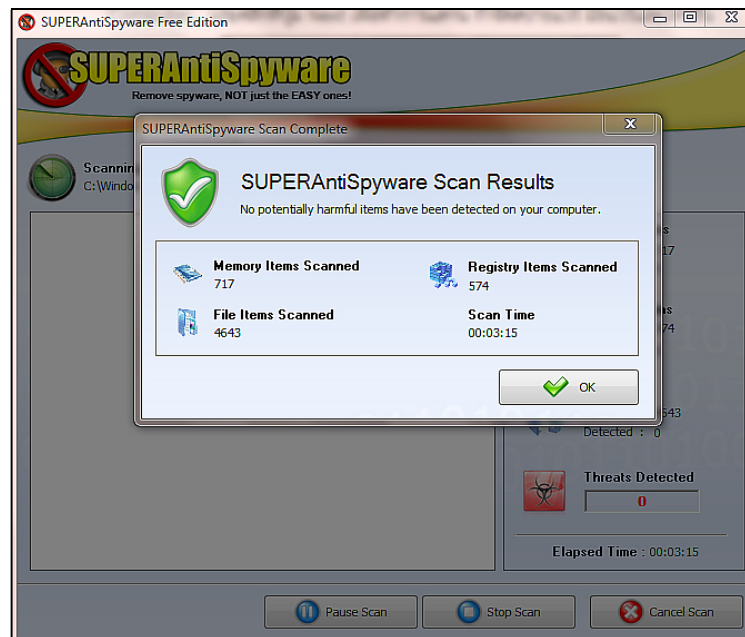 SUPERAntiSpyware Free Edition
SUPERAntiSpyware
Remove spyware, NOT just the EASY ones!
SUPERAntiSpyware Scan Complete
SUPERAntiSpyware Scan Results
No potentially harmful items have been detected on your computer.
Memory Items Scanned
717
Registry Items Scanned
574
File Items Scanned
4643
Scan Time
00:03:15
OK
Detected : 0
Threats Detected
0
Elapsed Time : 00:03:15
Pause Scan
Stop Scan
Cancel Scan